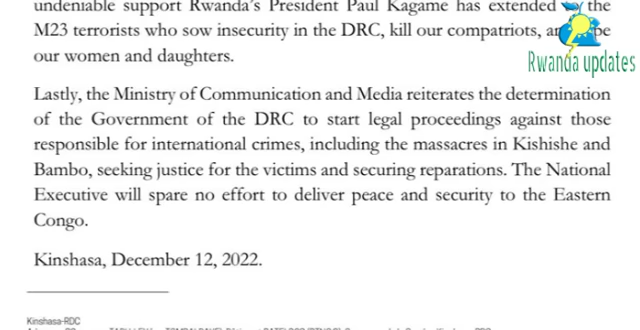 undeniable support Rwanda's President Paul Kagame has extended the
M23 terrorists who sow insecurity in the DRC, kill our compatriots,
our women and daughters.
Rwanda updates
Lastly, the Ministry of Communication and Media reiterates the determination
of the Government of the DRC to start legal proceedings against those
responsible for international crimes, including the massacres in Kishishe and
Bambo, seeking justice for the victims and securing reparations. The National
Executive will spare no effort to deliver peace and security to the Eastern
Congo.
Kinshasa, December 12, 2022.
Kinshasa-RDC